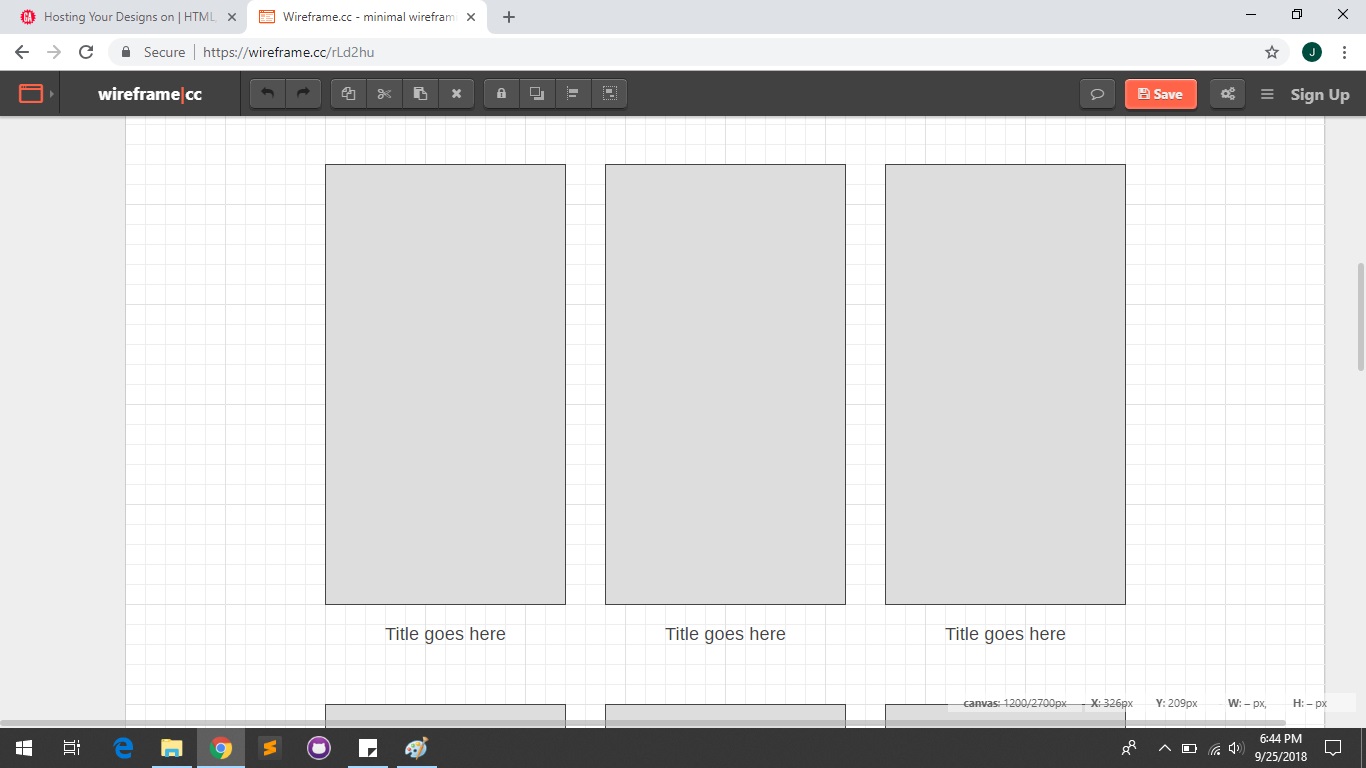 Hosting Your Designs on | HTML,
Wireframe.cc - minimal wirefram
Secure https://wireframe.cc/rLd2hu
J
wireframe|cc
Save
Sign Up
Title goes here Title goes here Title goes here
canvas: 1200/2700px - X: 326px Y: 209px W: – px, H: – px
6:44 PM
9/25/2018